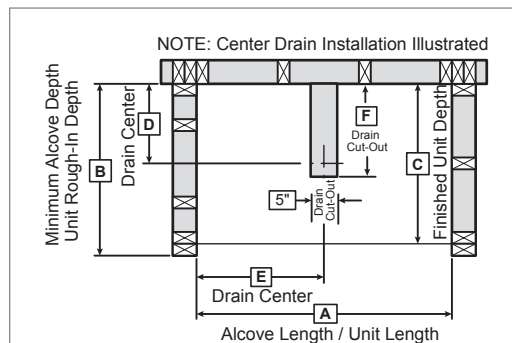 NOTE: Center Drain Installation Illustrated
Minimum Alcove Depth
Unit Rough-In Depth
B
Drain Center
D
F
Drain
Cut-Out
C
Finished Unit Depth
5"
Drain
Cut-Out
E
Drain Center
A
Alcove Length / Unit Length